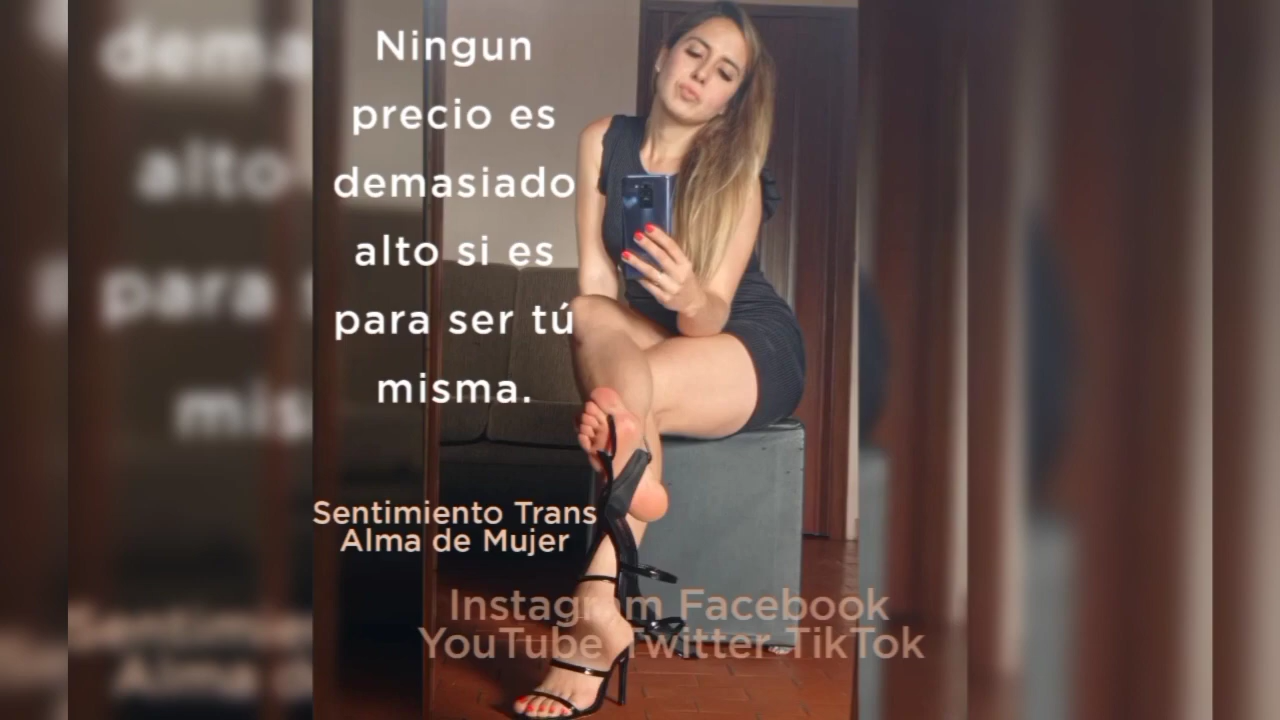 Ningun
precio es
demasiado
alto si es
para ser tú
misma.
Sentimiento Trans
Alma de Mujer
Instagram Facebook
YouTube Twitter TikTok